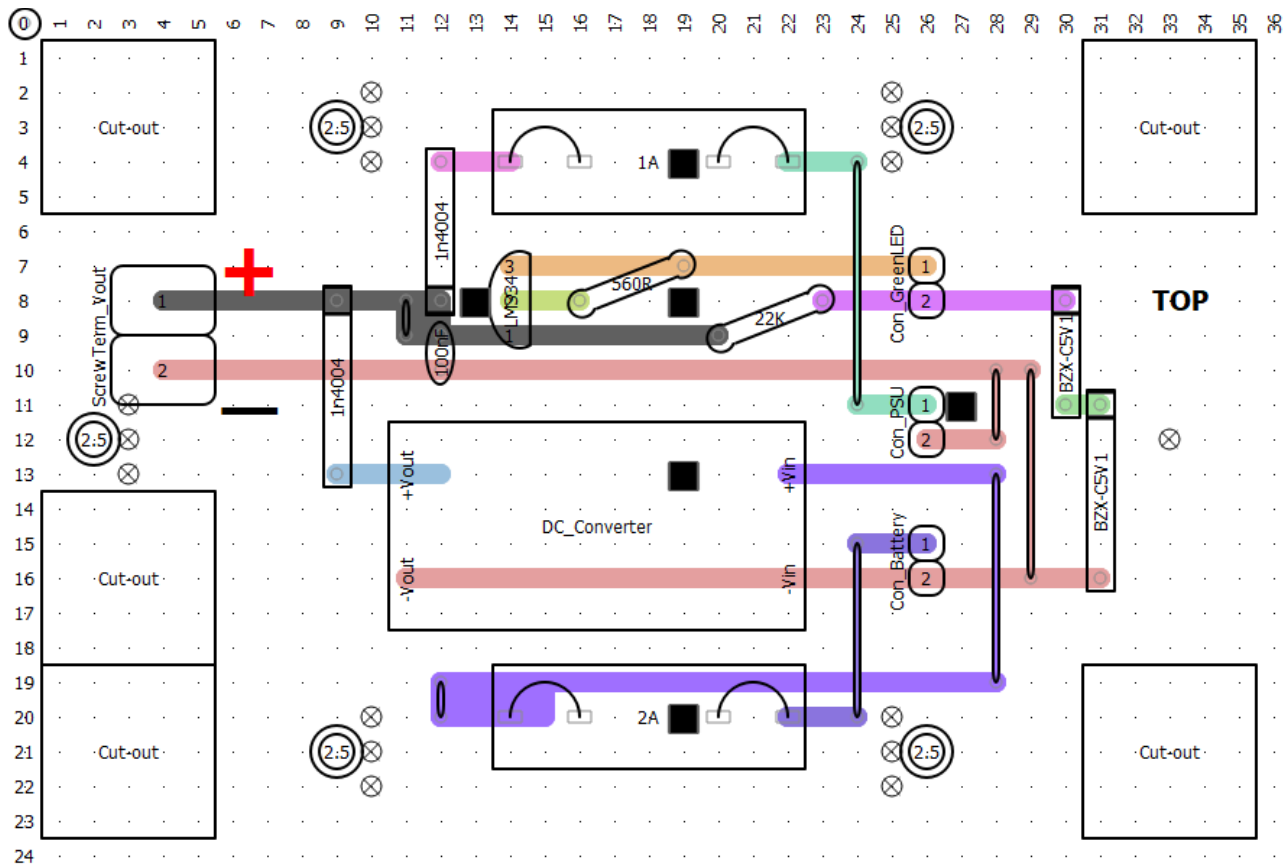 0 1 2 3 4 5 6 7 8 9 10 11 12 13 14 15 16 17 18 19 20 21 22 23 24 25 26 27 28 29 30 31 32 33 34 35 36
1
2
3
4
5
6
7
8
9
10
11
12
13
14
15
16
17
18
19
20
21
22
23
24
Cut-out
2.5
1A
2.5
Cut-out
1n4004
ScrewTerm_Vout
+
1
2
−
3
LM334
1
560R
22K
100nF
1n4004
Con_GreenLED
1
2
TOP
BZX-C5V1
BZX-C5V1
Con_PSU
1
2
2.5
+Vout
+Vin
DC_Converter
-Vout
-Vin
Con_Battery
1
2
Cut-out
Cut-out
2.5
2A
2.5
Cut-out